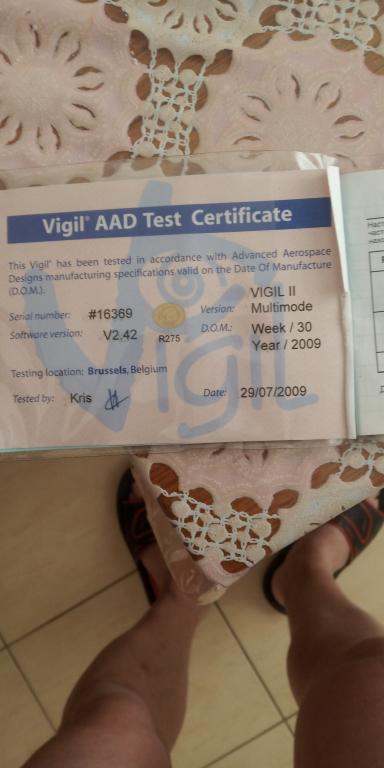 Vigil® AAD Test Certificate
This Vigil® has been tested in accordance with Advanced Aerospace
Designs manufacturing specifications valid on the Date Of Manufacture
(D.O.M.).
Serial number: #16369
Software version: V2.42
R275
Version: VIGIL II
Multimode
D.O.M.: Week / 30
Year / 2009
Testing location: Brussels, Belgium
Tested by: Kris
Date: 29/07/2009
Vigil